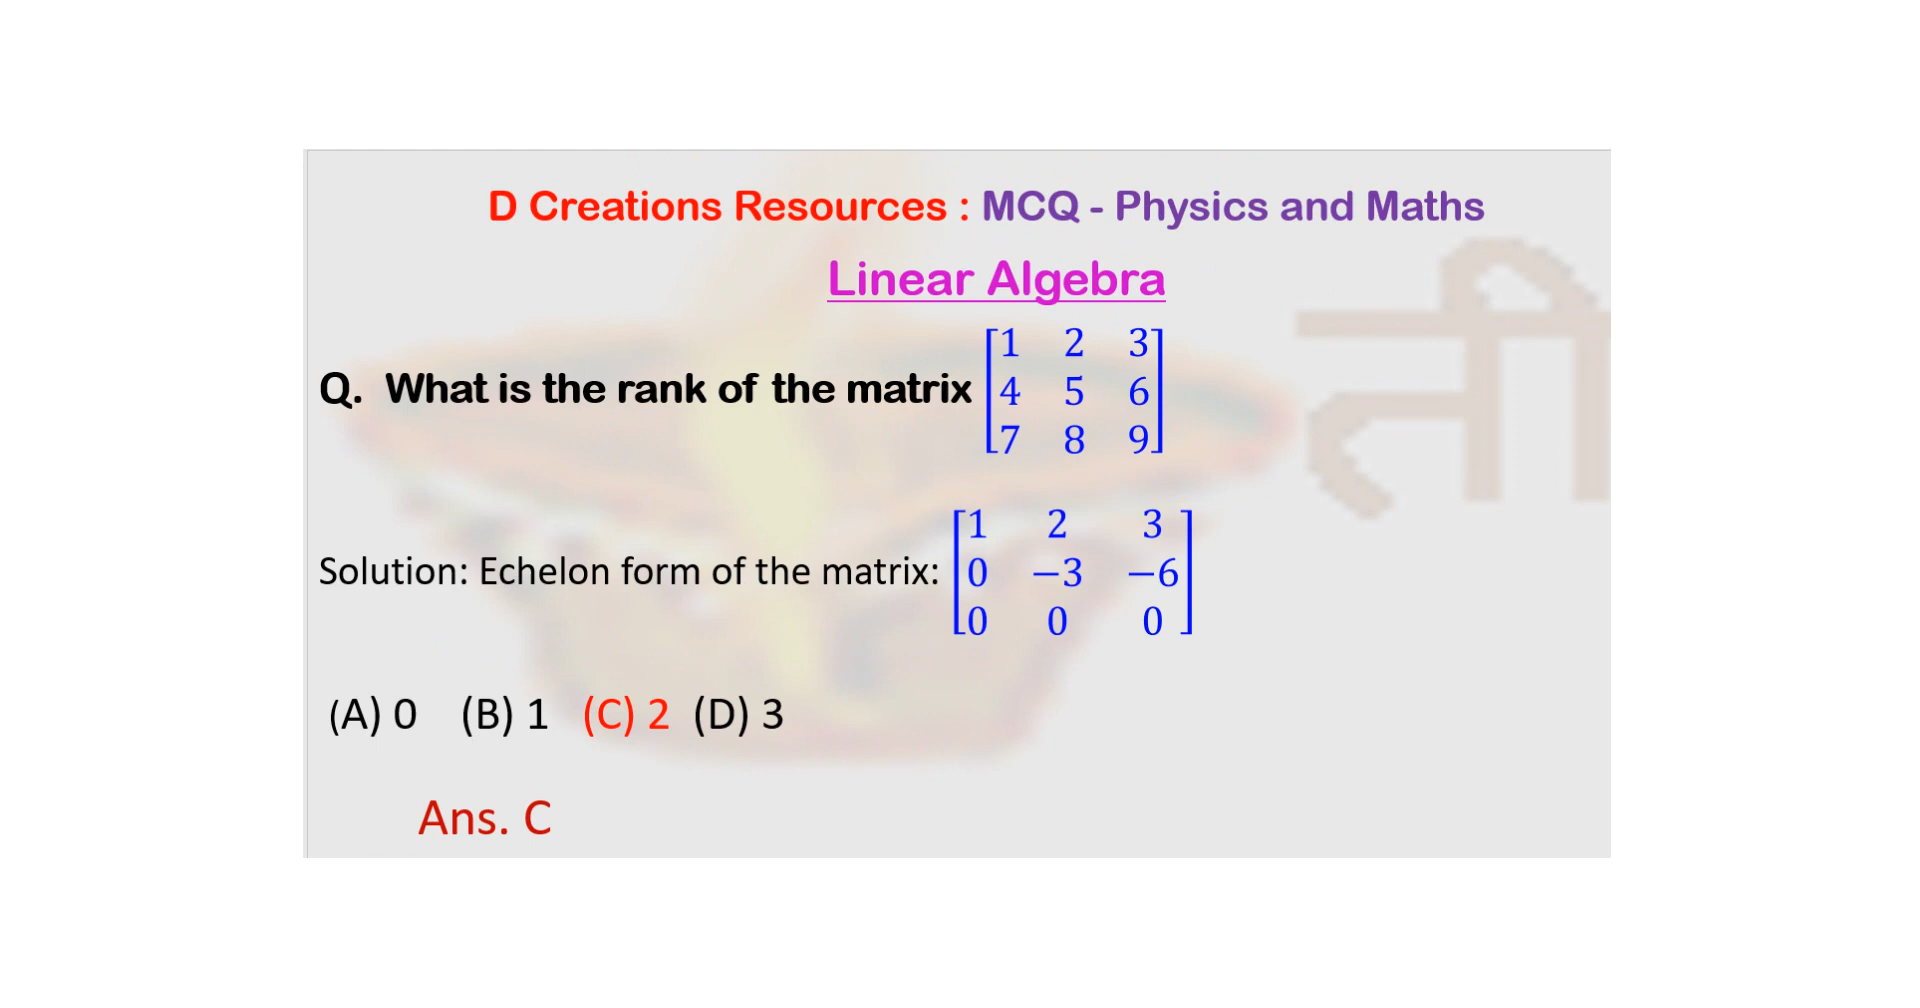 D Creations Resources : MCQ - Physics and Maths
Linear Algebra
Q. What is the rank of the matrix [1 2 3
4 5 6
7 8 9]
Solution: Echelon form of the matrix: [1 2 3
0 −3 −6
0 0 0]
(A) 0 (B) 1 (C) 2 (D) 3
Ans. C
ती